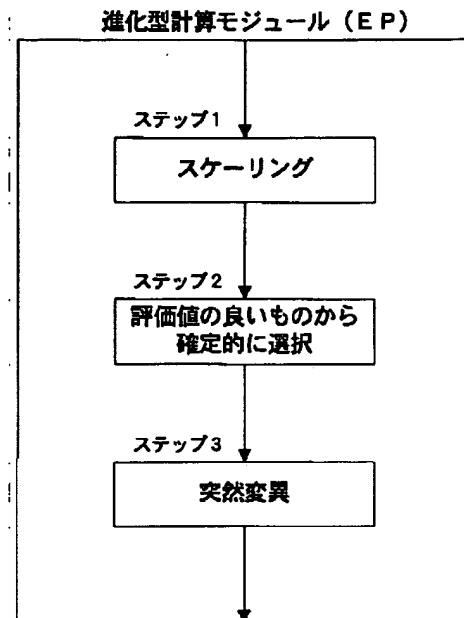 進化型計算モジュール（ＥＰ）
ステップ1
スケーリング
ステップ2
評価値の良いものから
確定的に選択
ステップ3
突然変異